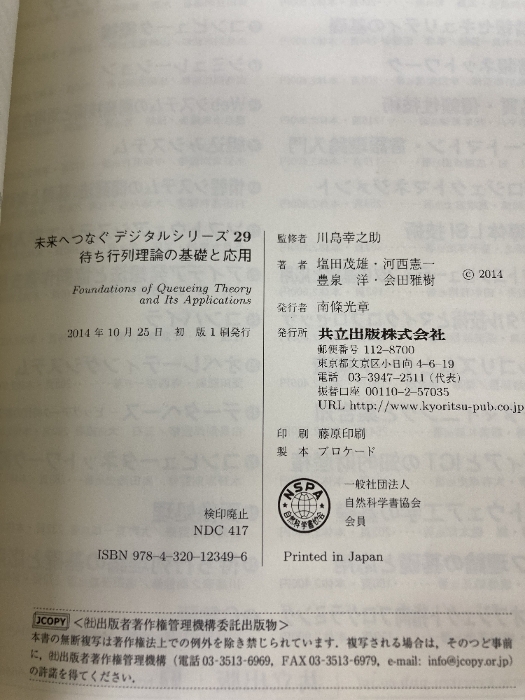 未来へつなぐ デジタルシリーズ 29
待ち行列理論の基礎と応用
Foundations of Queueing Theory
and Its Applications
2014 年 10 月 25 日 初 版 1 刷発行
検印廃止
NDC 417
ISBN 978-4-320-12349-6
監修者 川島幸之助
著 者 塩田茂雄・河西憲一
豊泉 洋・会田雅樹
© 2014
発行者 南條光章
発行所 共立出版株式会社
郵便番号 112-8700
東京都文京区小日向 4-6-19
電話 03-3947-2511 (代表)
振替口座 00110-2-57035
URL http://www.kyoritsu-pub.co.jp
印 刷 藤原印刷
製 本 ブロケード
NSPA
自然科学書協会
一般社団法人
自然科学書協会
会員
Printed in Japan
JCOPY <㈳出版者著作権管理機構委託出版物>
本書の無断複写は著作権法上での例外を除き禁じられています．複写される場合は，そのつど事前
に，㈳出版者著作権管理機構（電話 03-3513-6969，FAX 03-3513-6979，e-mail: info@jcopy.or.jp）
の許諾を得てください．